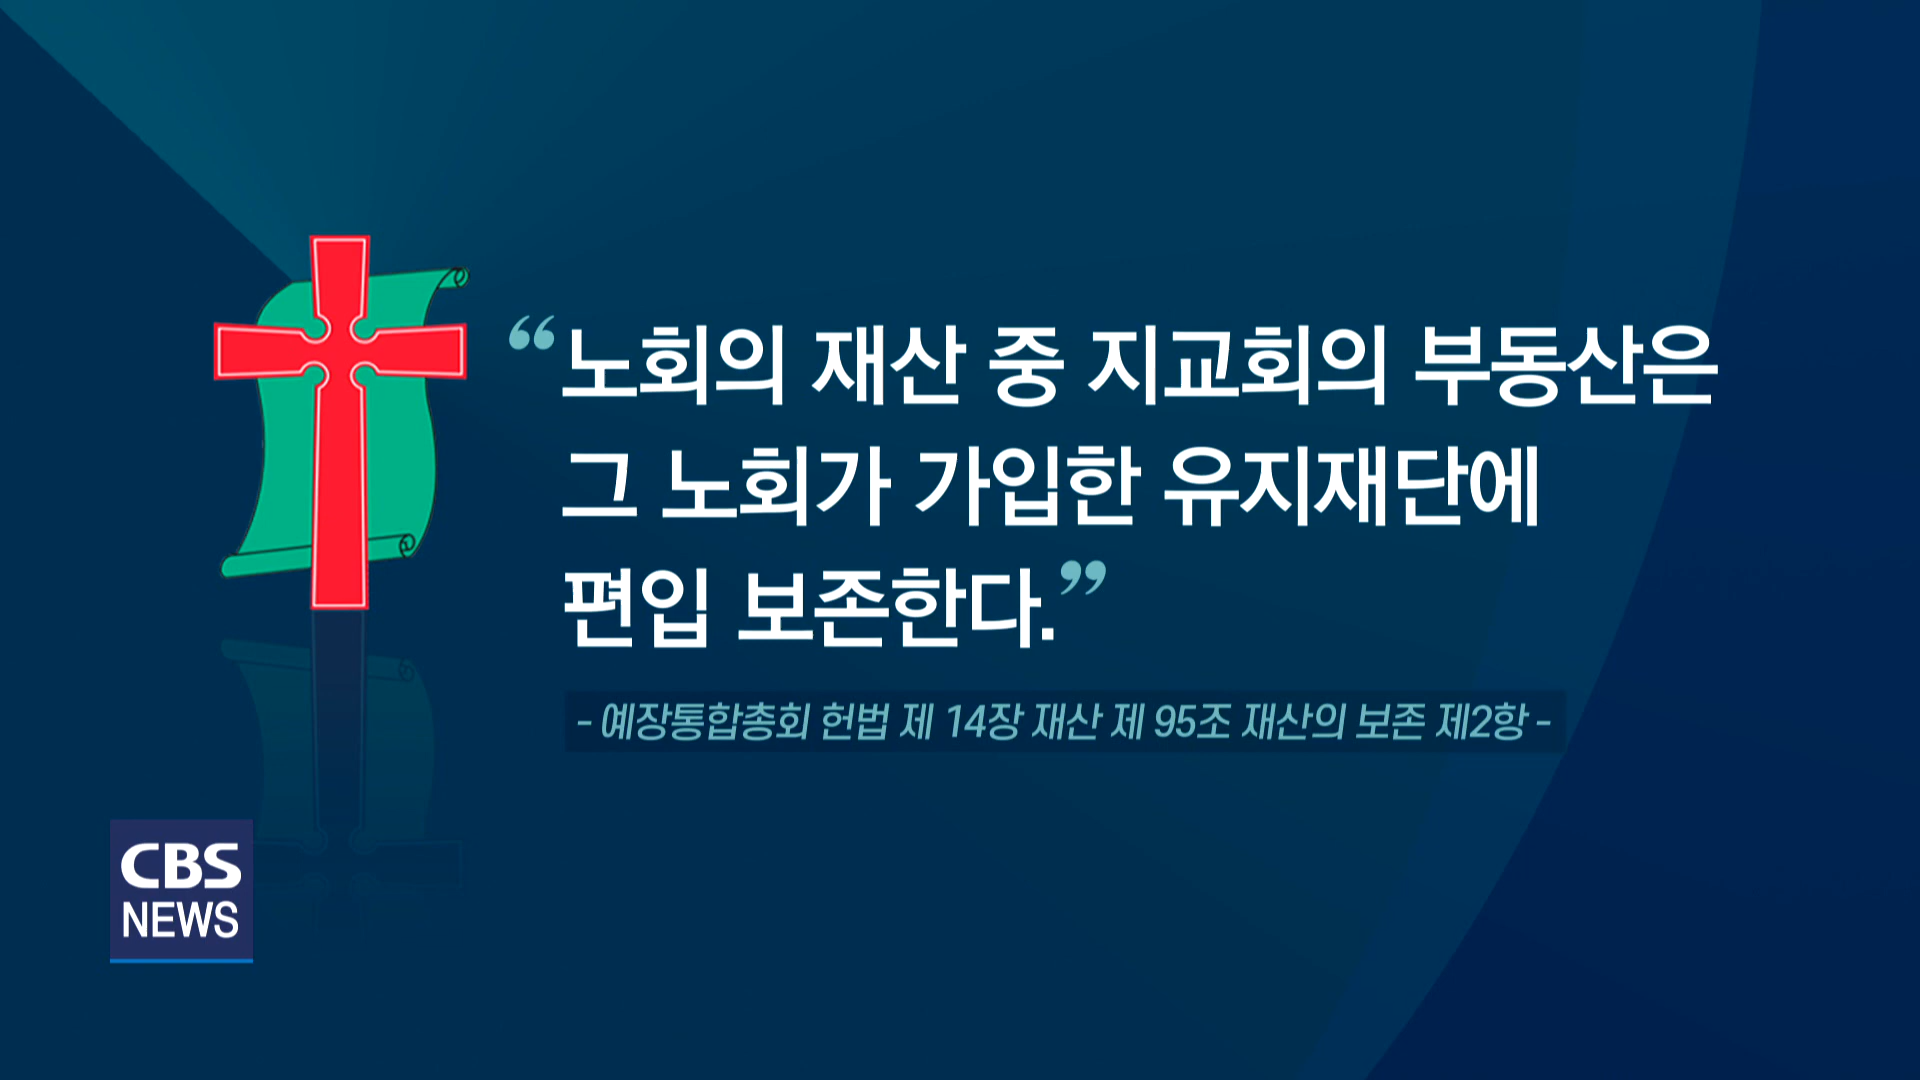 “노회의 재산 중 지교회의 부동산은
그 노회가 가입한 유지재단에
편입 보존한다.”
- 예장통합총회 헌법 제 14장 재산 제 95조 재산의 보존 제2항 -
CBS
NEWS